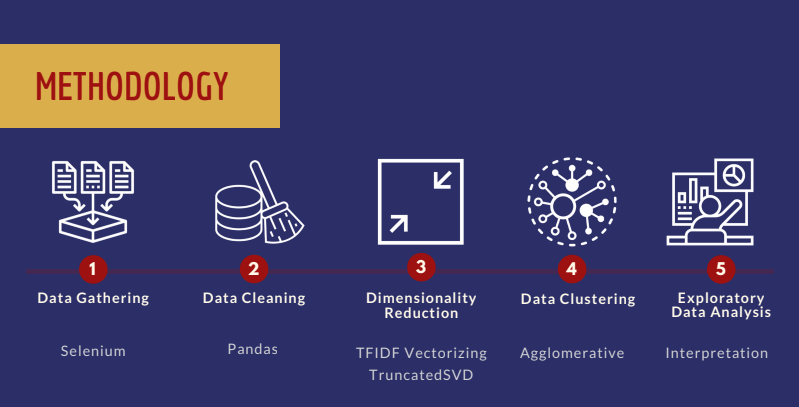 METHODOLOGY
1
Data Gathering
Selenium
2
Data Cleaning
Pandas
3
Dimensionality
Reduction
TFIDF Vectorizing
TruncatedSVD
4
Data Clustering
Agglomerative
5
Exploratory
Data Analysis
Interpretation